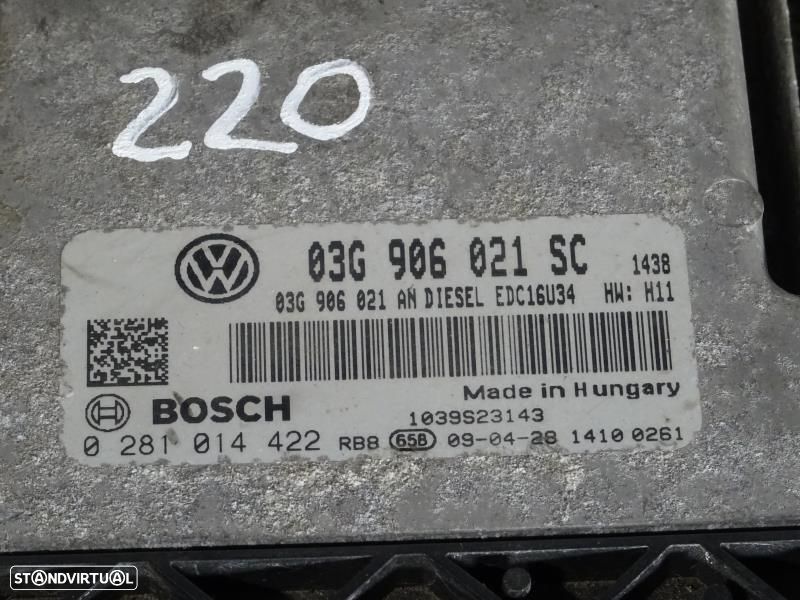 220
03G 906 021 SC 1438
03G 906 021 AN DIESEL EDC16U34 HW: H11
Made in Hungary
BOSCH 1039S23143
0 281 014 422 RB8 65B 09-04-28 1410 0261
STANDVIRTUAL